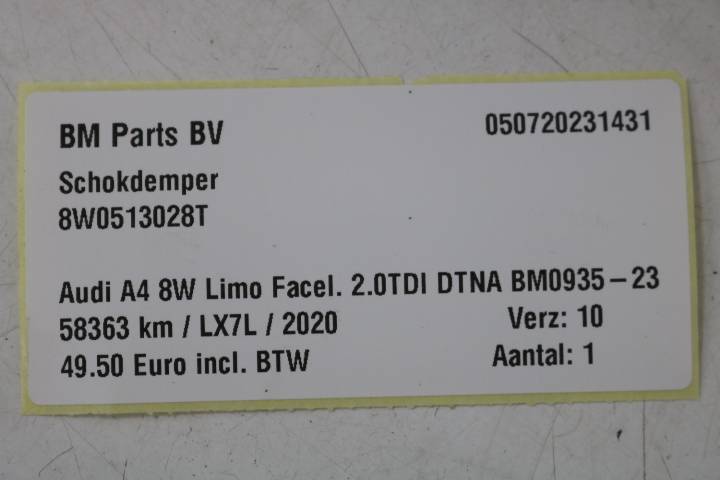 BM Parts BV 050720231431
Schokdemper
8W0513028T
Audi A4 8W Limo Facel. 2.0TDI DTNA BM0935-23
58363 km / LX7L / 2020 Verz: 10
49.50 Euro incl. BTW Aantal: 1